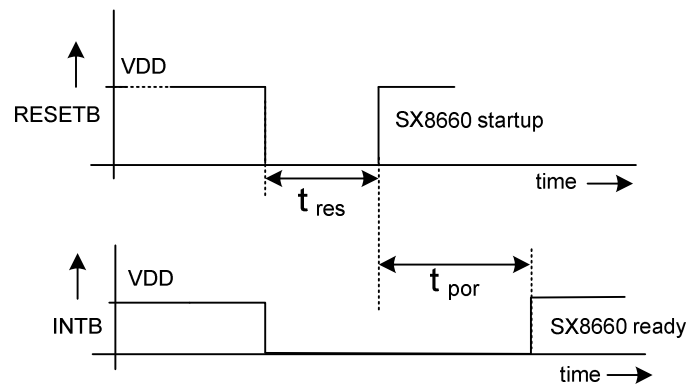 VDD
RESETB
SX8660 startup
time
t res
VDD
t por
INTB
SX8660 ready
time